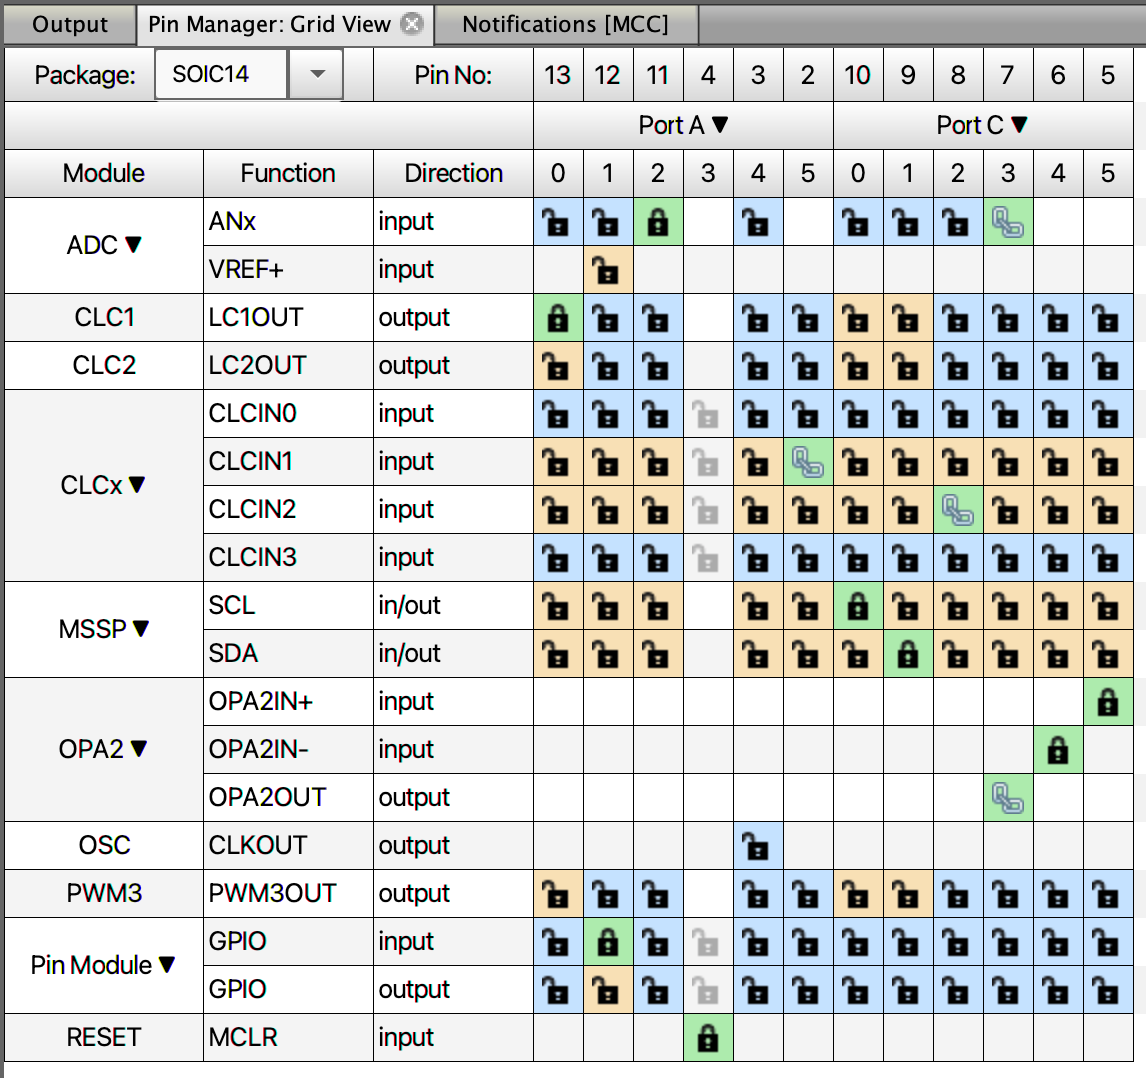 Output Pin Manager: Grid View Notifications [MCC]
Package: SOIC14 Pin No: 13 12 11 4 3 2 10 9 8 7 6 5
Port A ▼ Port C ▼
Module Function Direction 0 1 2 3 4 5 0 1 2 3 4 5
ADC ▼
ANx input
VREF+ input
CLC1 LC1OUT output
CLC2 LC2OUT output
CLCx ▼
CLCIN0 input
CLCIN1 input
CLCIN2 input
CLCIN3 input
MSSP ▼
SCL in/out
SDA in/out
OPA2 ▼
OPA2IN+ input
OPA2IN- input
OPA2OUT output
OSC CLKOUT output
PWM3 PWM3OUT output
Pin Module ▼
GPIO input
GPIO output
RESET MCLR input